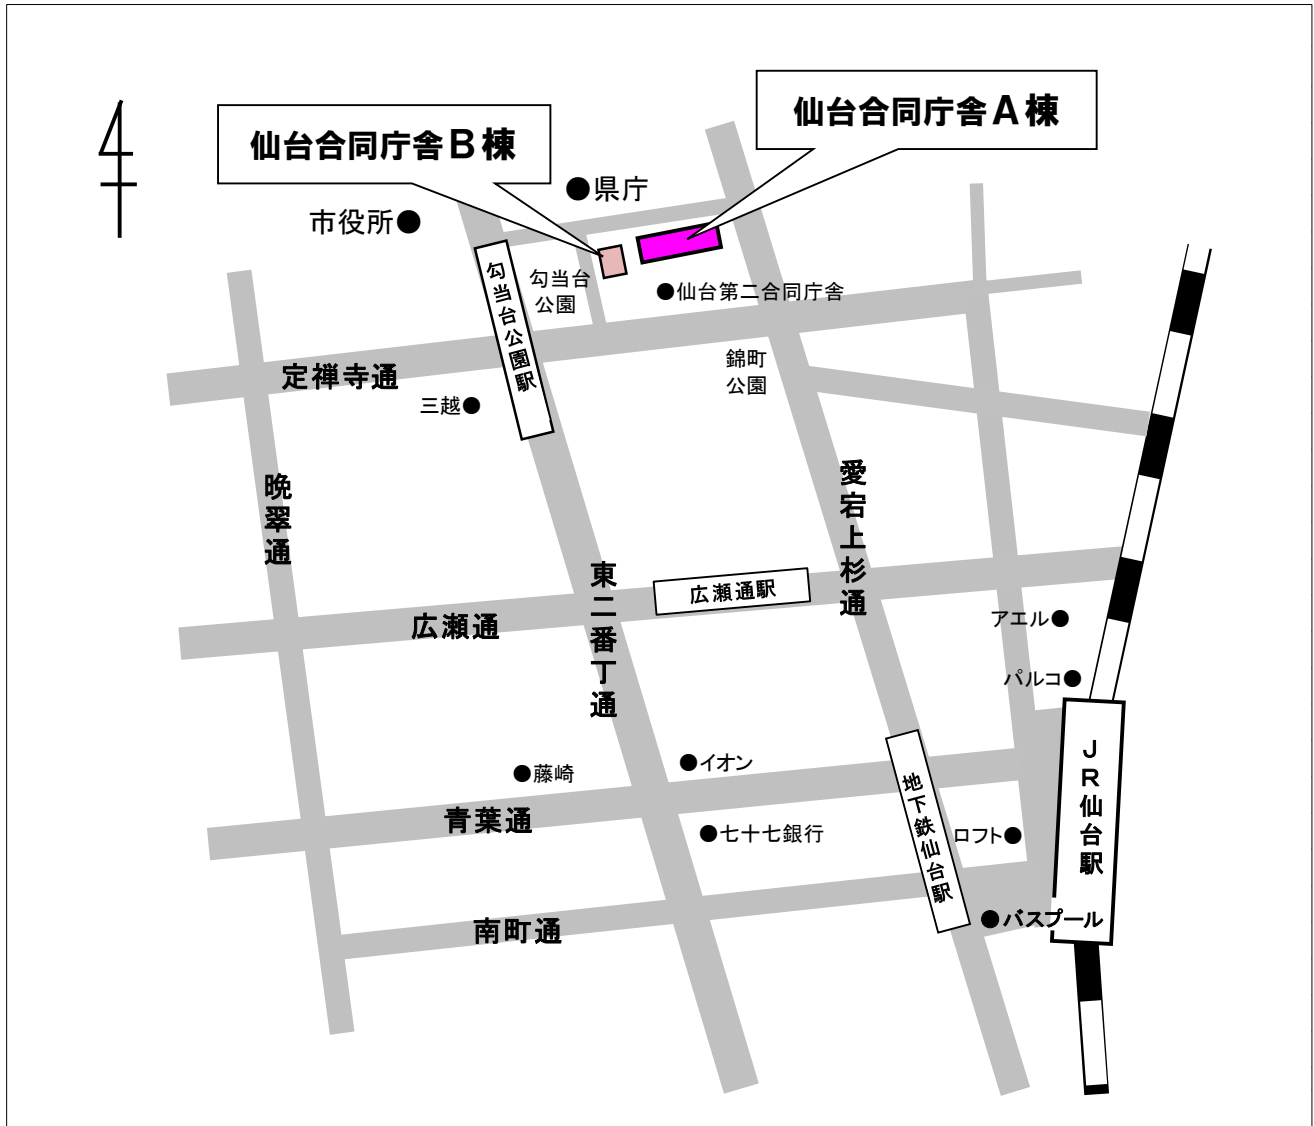 仙台合同庁舎A棟
仙台合同庁舎B棟
●県庁
市役所●
勾当台公園駅
勾当台
公園
●仙台第二合同庁舎
定禅寺通
錦町
公園
三越●
晩翠通
愛宕上杉通
東二番丁通
広瀬通駅
広瀬通
アエル●
パルコ●
JR仙台駅
●イオン
●藤崎
地下鉄仙台駅
青葉通
●七十七銀行
ロフト●
●バスプール
南町通